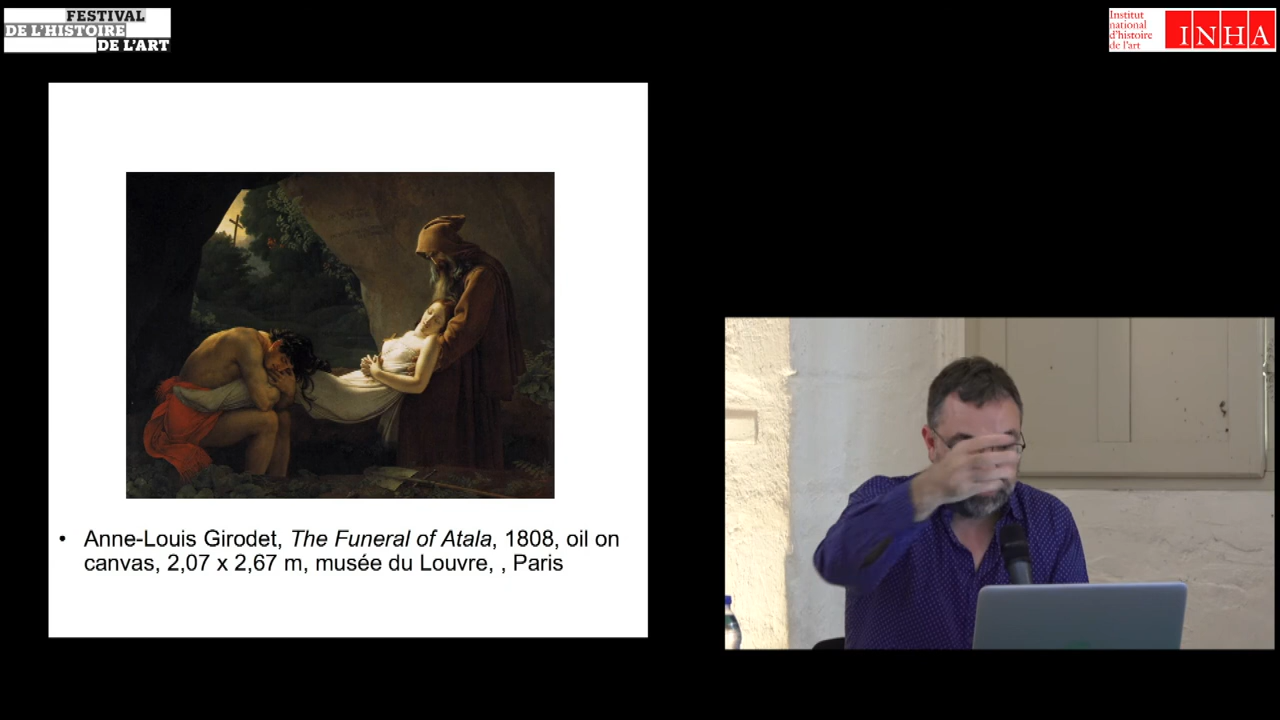 FESTIVAL
DE L'HISTOIRE
DE L'ART
Institut
national
d'histoire
de l'art
INHA
• Anne-Louis Girodet, The Funeral of Atala, 1808, oil on
canvas, 2,07 x 2,67 m, musée du Louvre, , Paris